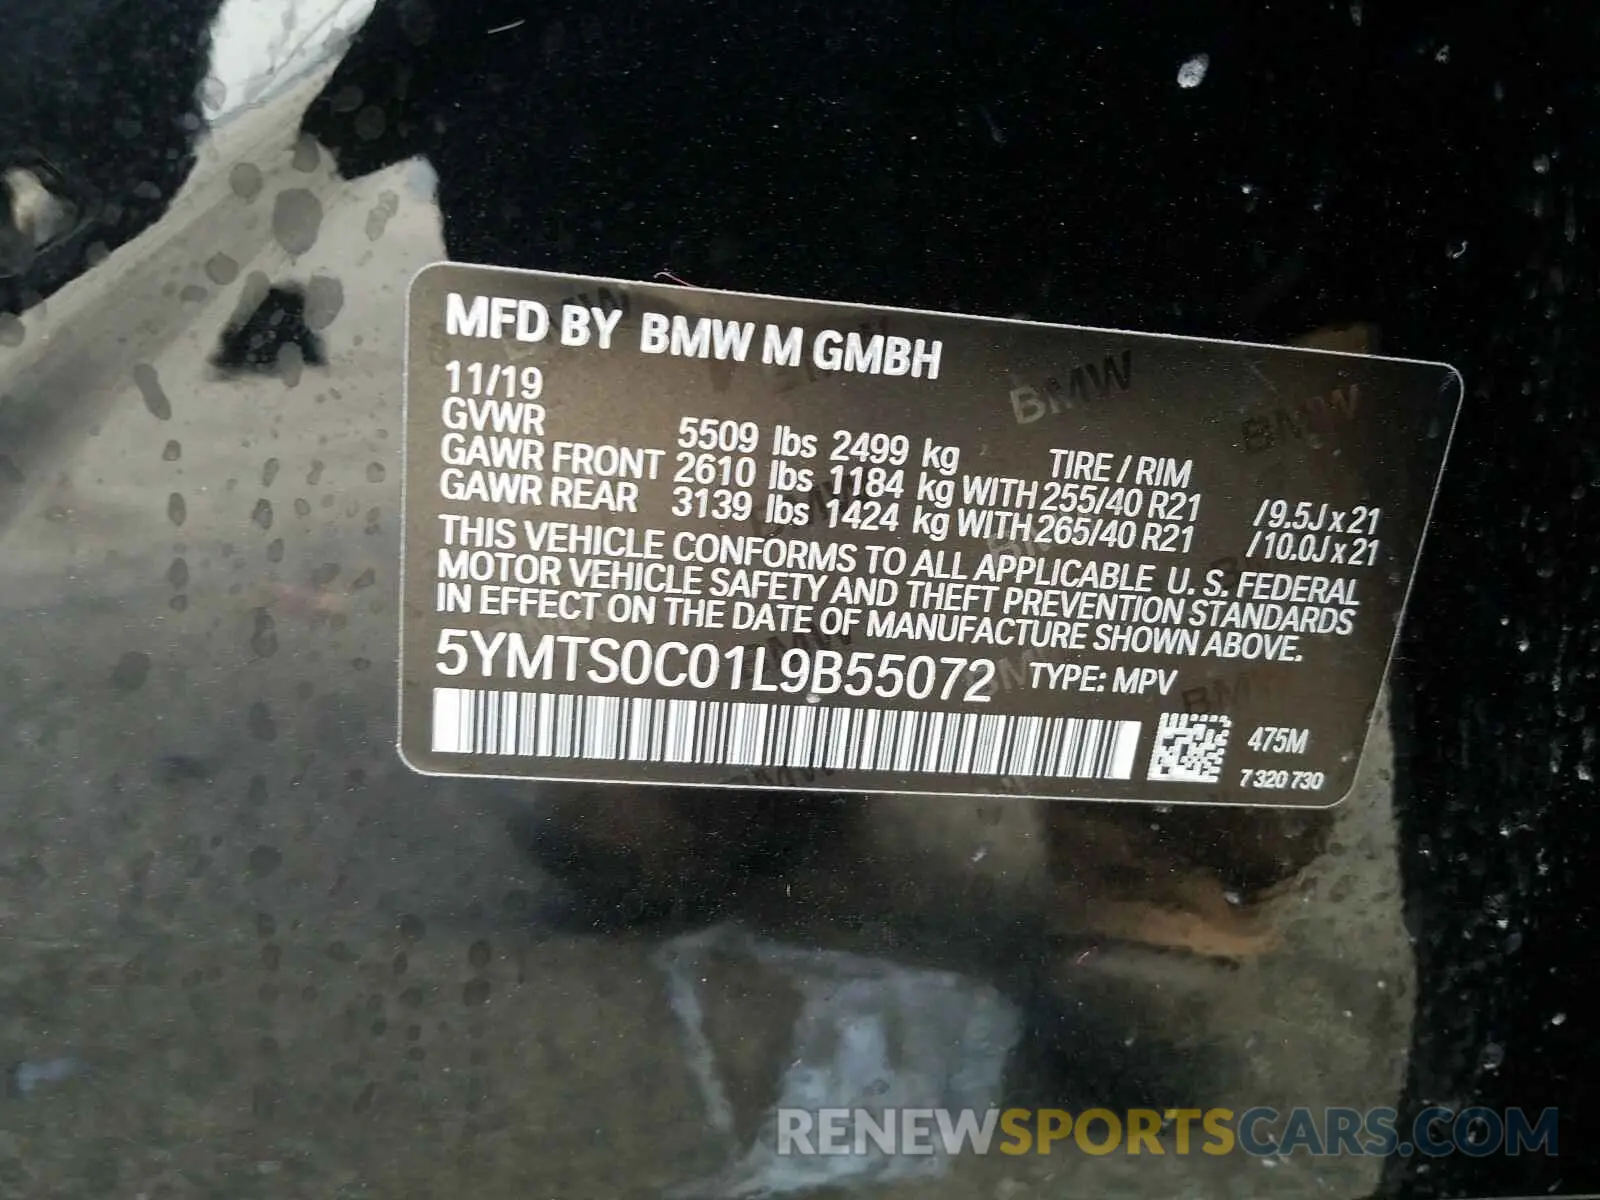 MFD BY BMW M GMBH
11/19
GVWR 5509 lbs 2499 kg TIRE / RIM
GAWR FRONT 2610 lbs 1184 kg WITH 255/40 R21 / 9.5J x 21
GAWR REAR 3139 lbs 1424 kg WITH 265/40 R21 / 10.0J x 21
THIS VEHICLE CONFORMS TO ALL APPLICABLE U. S. FEDERAL
MOTOR VEHICLE SAFETY AND THEFT PREVENTION STANDARDS
IN EFFECT ON THE DATE OF MANUFACTURE SHOWN ABOVE.
5YMTS0C01L9B55072 TYPE: MPV
475M
7 320 730
RENEWSPORTSCARS.COM